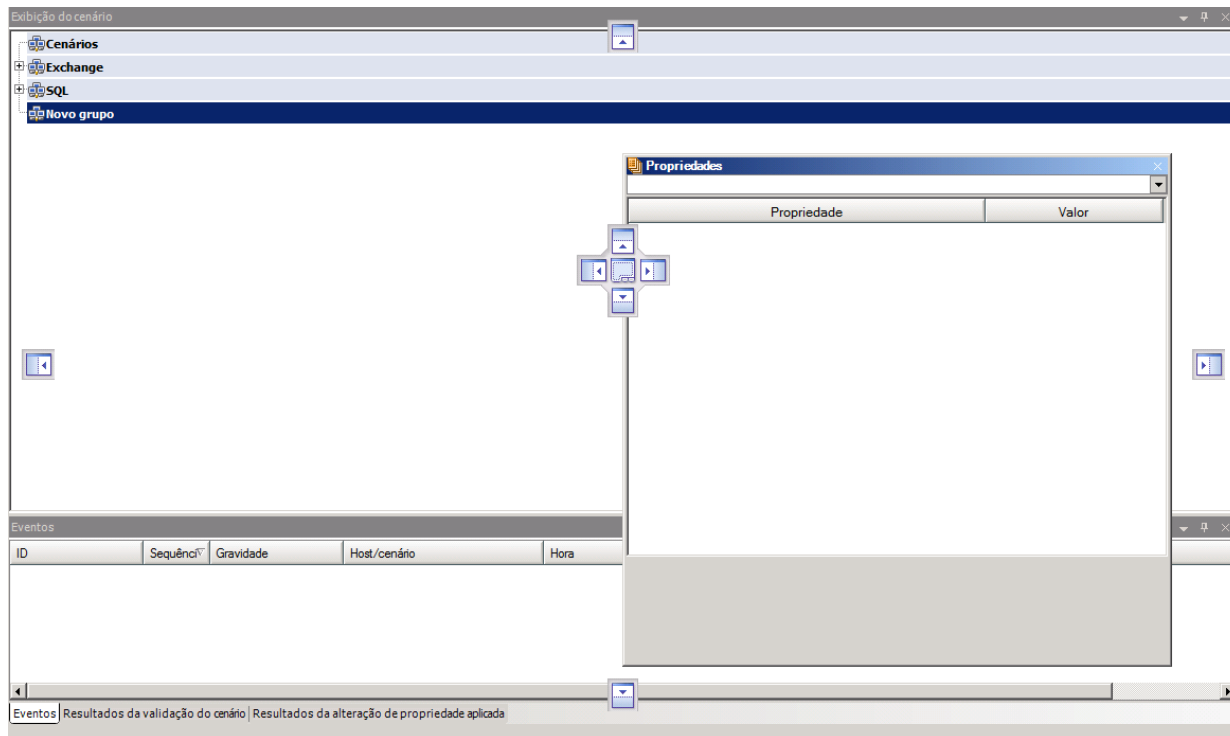 Exibição do cenário
Cenários
Exchange
SQL
Novo grupo
Propriedades
Propriedade Valor
Eventos
ID Sequênci Gravidade Host/cenário Hora
Eventos Resultados da validação do cenário Resultados da alteração de propriedade aplicada